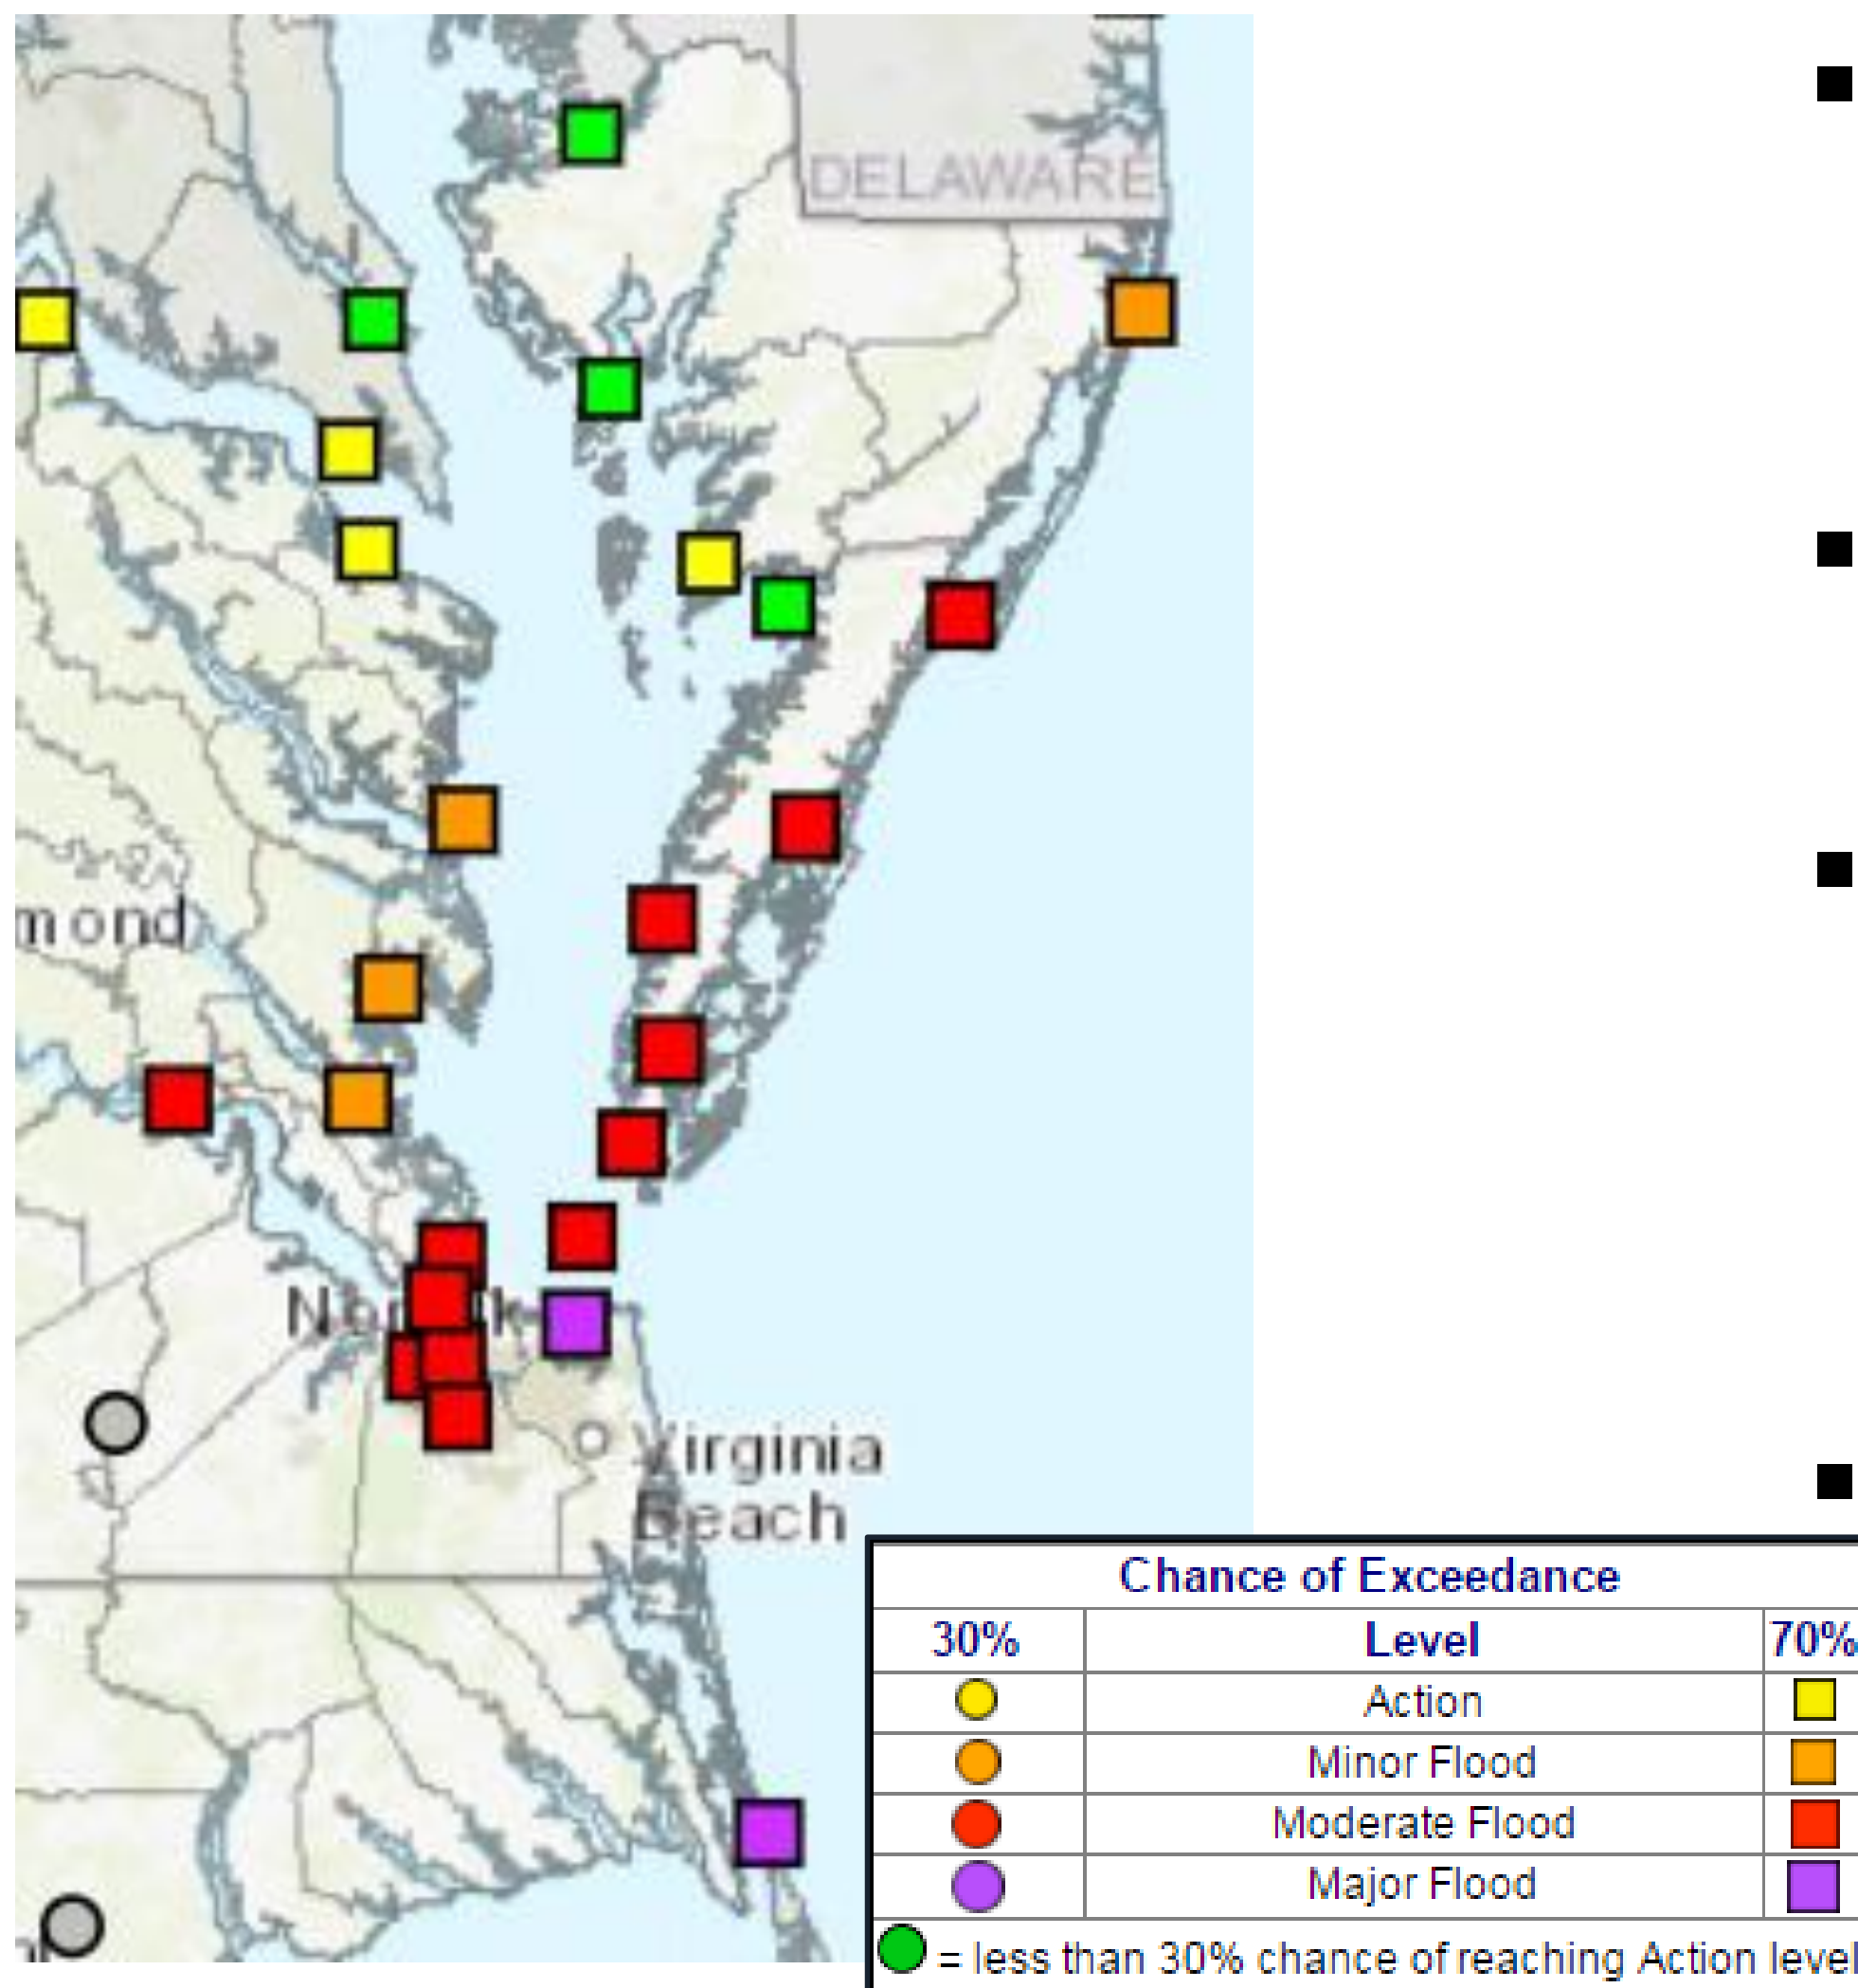 DELAWARE
mond
Norfolk
Virginia
Beach
Chance of Exceedance
30% Level 70%
Action
Minor Flood
Moderate Flood
Major Flood
= less than 30% chance of reaching Action level